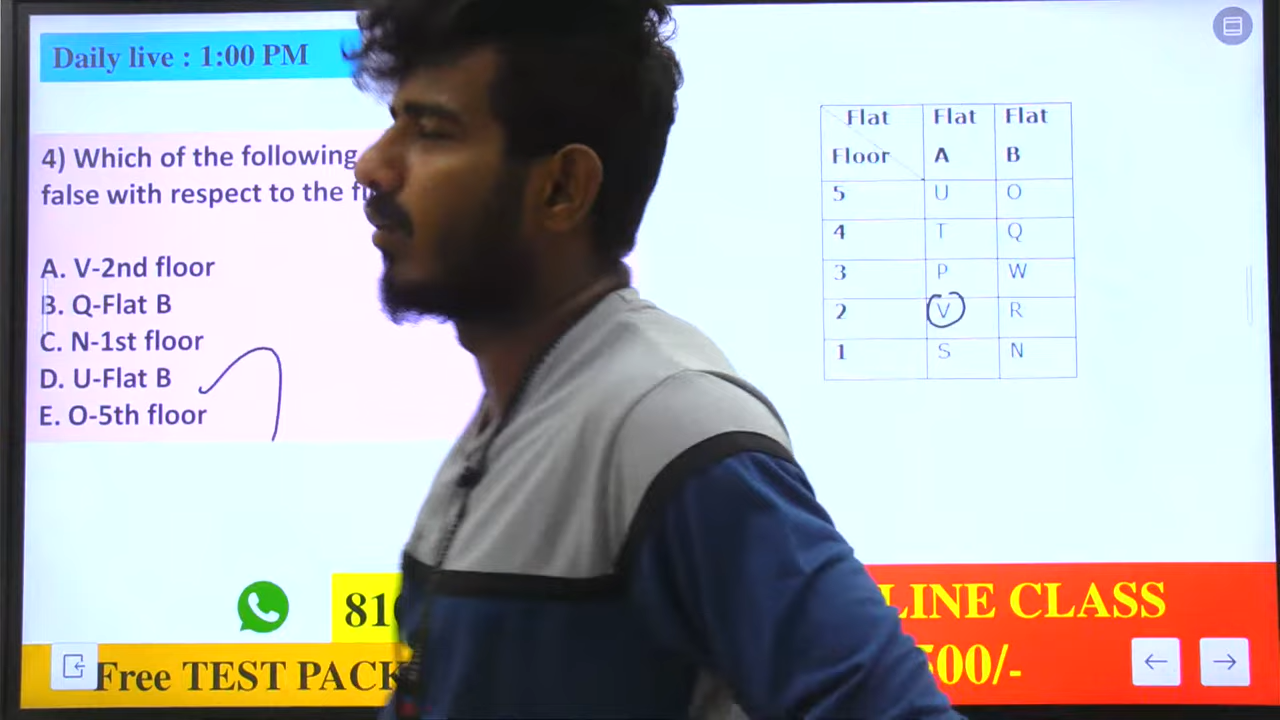 Daily live : 1:00 PM
4) Which of the following
false with respect to the
A. V-2nd floor
B. Q-Flat B
C. N-1st floor
D. U-Flat B
E. O-5th floor
Flat Flat Flat
Floor A B
5 U O
4 T Q
3 P W
2 V R
1 S N
81
LINE CLASS
Free TEST PACK
500/-